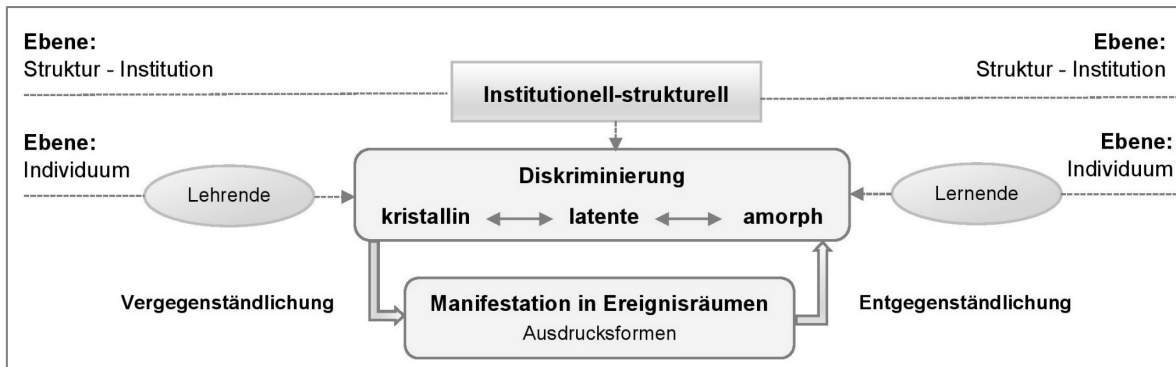 Ebene:
Struktur - Institution
Ebene:
Struktur - Institution
Institutionell-strukturell
Ebene:
Individuum
Ebene:
Individuum
Lehrende
Diskriminierung
kristallin latente amorph
Lernende
Vergegenständlichung
Manifestation in Ereignisräumen
Ausdrucksformen
Entgegenständlichung